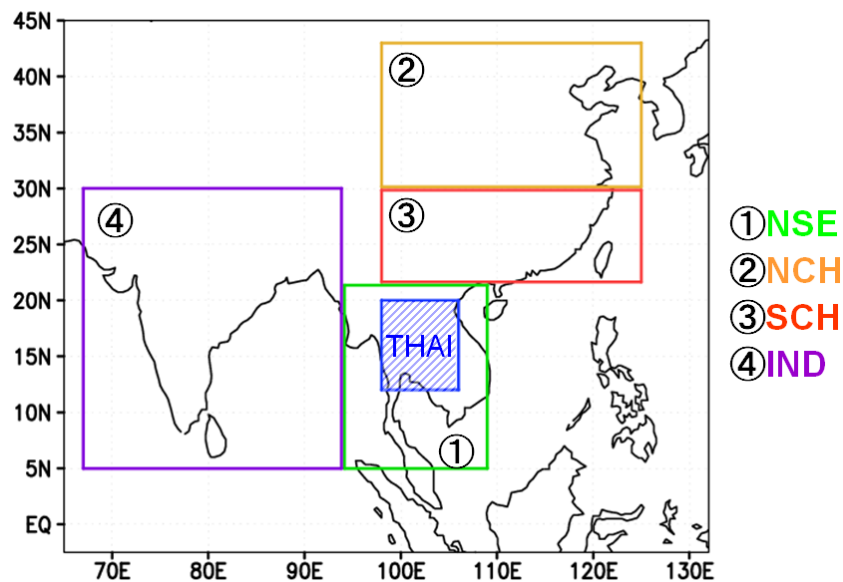 45N
40N
35N
30N
25N
20N
15N
10N
5N
EQ
70E 80E 90E 100E 110E 120E 130E
②
④
③
THAI
①
①NSE
②NCH
③SCH
④IND